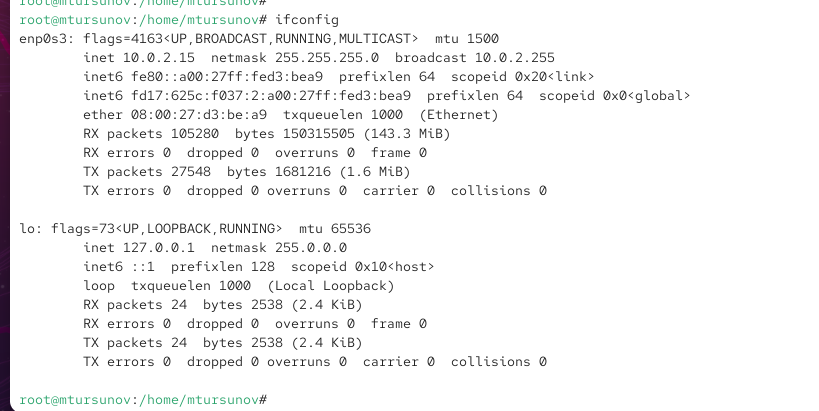 root@mtursunov:/home/mtursunov#
root@mtursunov:/home/mtursunov# ifconfig
enp0s3: flags=4163<UP,BROADCAST,RUNNING,MULTICAST>  mtu 1500
        inet 10.0.2.15  netmask 255.255.255.0  broadcast 10.0.2.255
        inet6 fe80::a00:27ff:fed3:bea9  prefixlen 64  scopeid 0x20<link>
        inet6 fd17:625c:f037:2:a00:27ff:fed3:bea9  prefixlen 64  scopeid 0x0<global>
        ether 08:00:27:d3:be:a9  txqueuelen 1000  (Ethernet)
        RX packets 105280  bytes 150315505 (143.3 MiB)
        RX errors 0  dropped 0  overruns 0  frame 0
        TX packets 27548  bytes 1681216 (1.6 MiB)
        TX errors 0  dropped 0 overruns 0  carrier 0  collisions 0

lo: flags=73<UP,LOOPBACK,RUNNING>  mtu 65536
        inet 127.0.0.1  netmask 255.0.0.0
        inet6 ::1  prefixlen 128  scopeid 0x10<host>
        loop  txqueuelen 1000  (Local Loopback)
        RX packets 24  bytes 2538 (2.4 KiB)
        RX errors 0  dropped 0  overruns 0  frame 0
        TX packets 24  bytes 2538 (2.4 KiB)
        TX errors 0  dropped 0 overruns 0  carrier 0  collisions 0

root@mtursunov:/home/mtursunov#